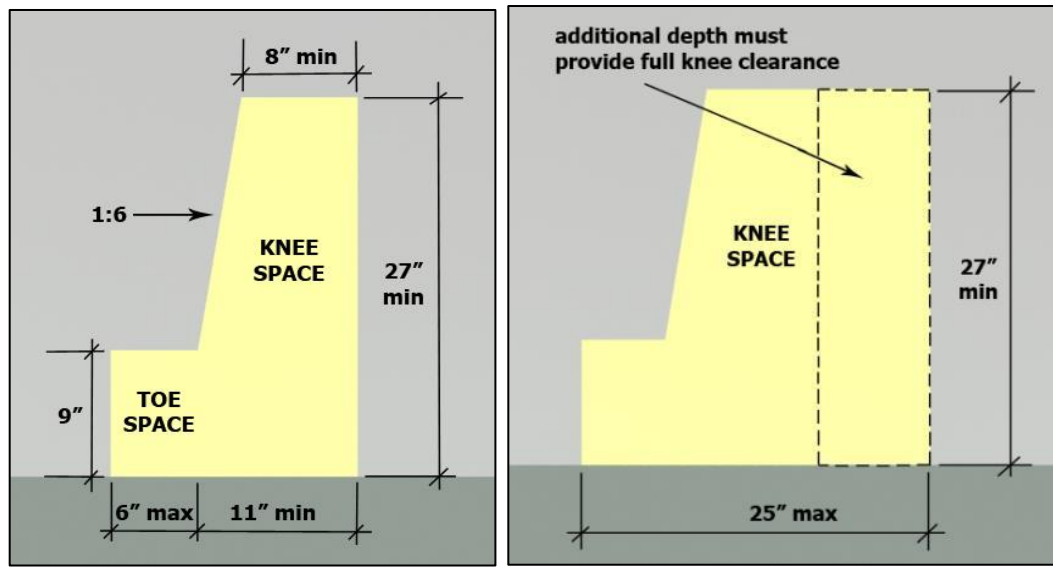 8″ min
1:6
KNEE
SPACE
27″
min
9″
TOE
SPACE
6″ max
11″ min
additional depth must
provide full knee clearance
KNEE
SPACE
27″
min
25″ max